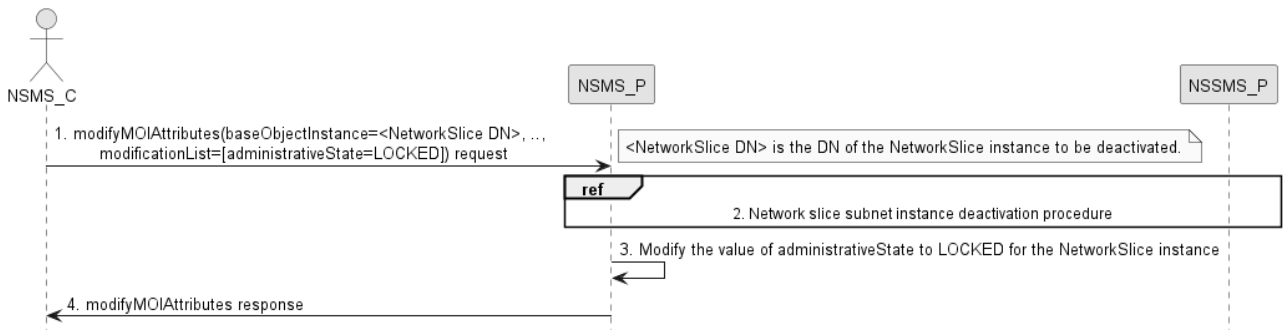 NSMS_C
NSMS_P
NSSMS_P
1. modifyMOIAttributes(baseObjectInstance=<NetworkSlice DN>, ..,
modificationList=[administrativeState=LOCKED]) request
<NetworkSlice DN> is the DN of the NetworkSlice instance to be deactivated.
ref
2. Network slice subnet instance deactivation procedure
3. Modify the value of administrativeState to LOCKED for the NetworkSlice instance
4. modifyMOIAttributes response